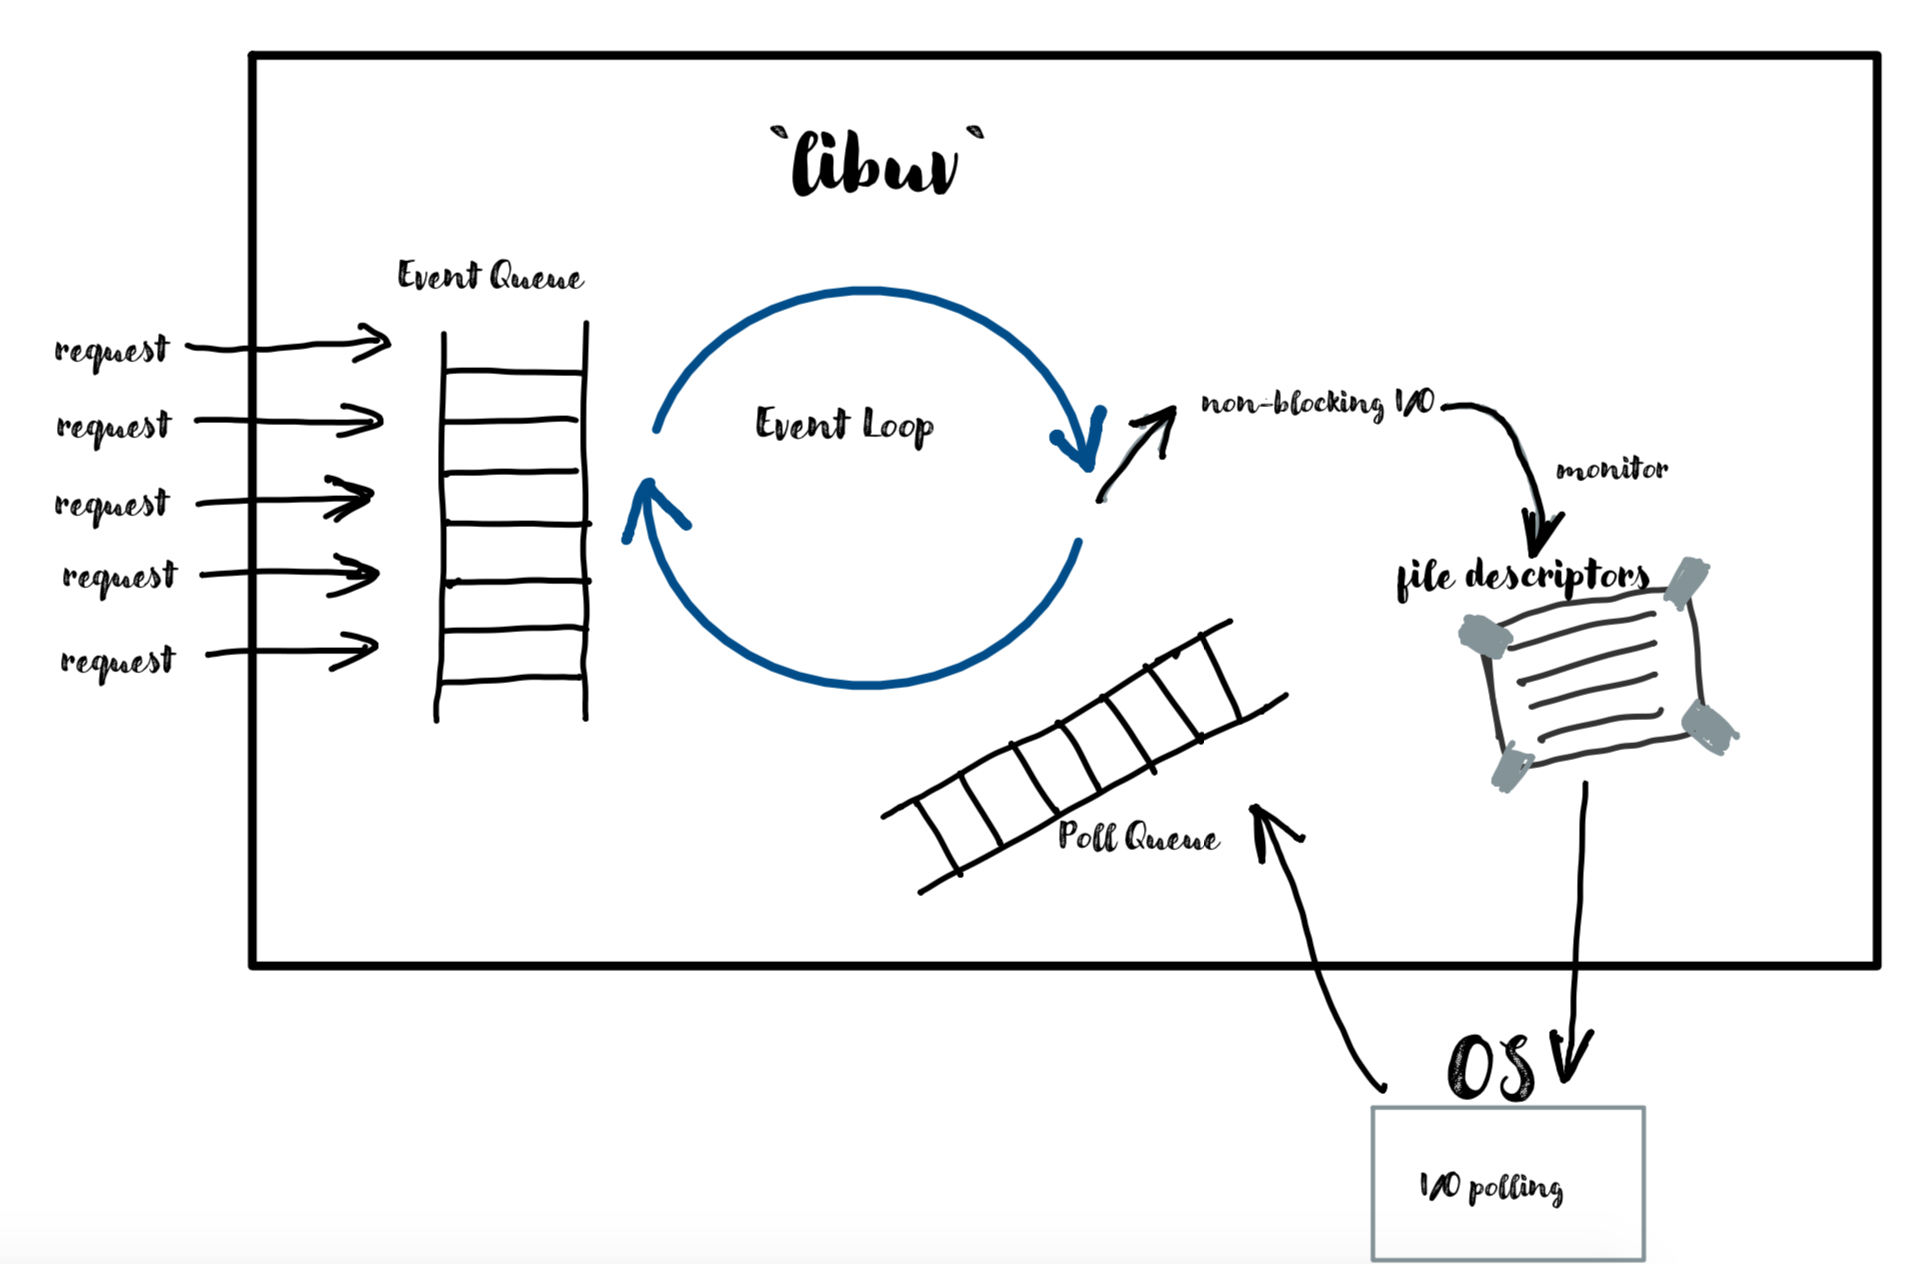 `libuv`
Event Queue
request
request
request
request
request
Event Loop
non-blocking I/O
monitor
file descriptors
Poll Queue
OS
I/O polling